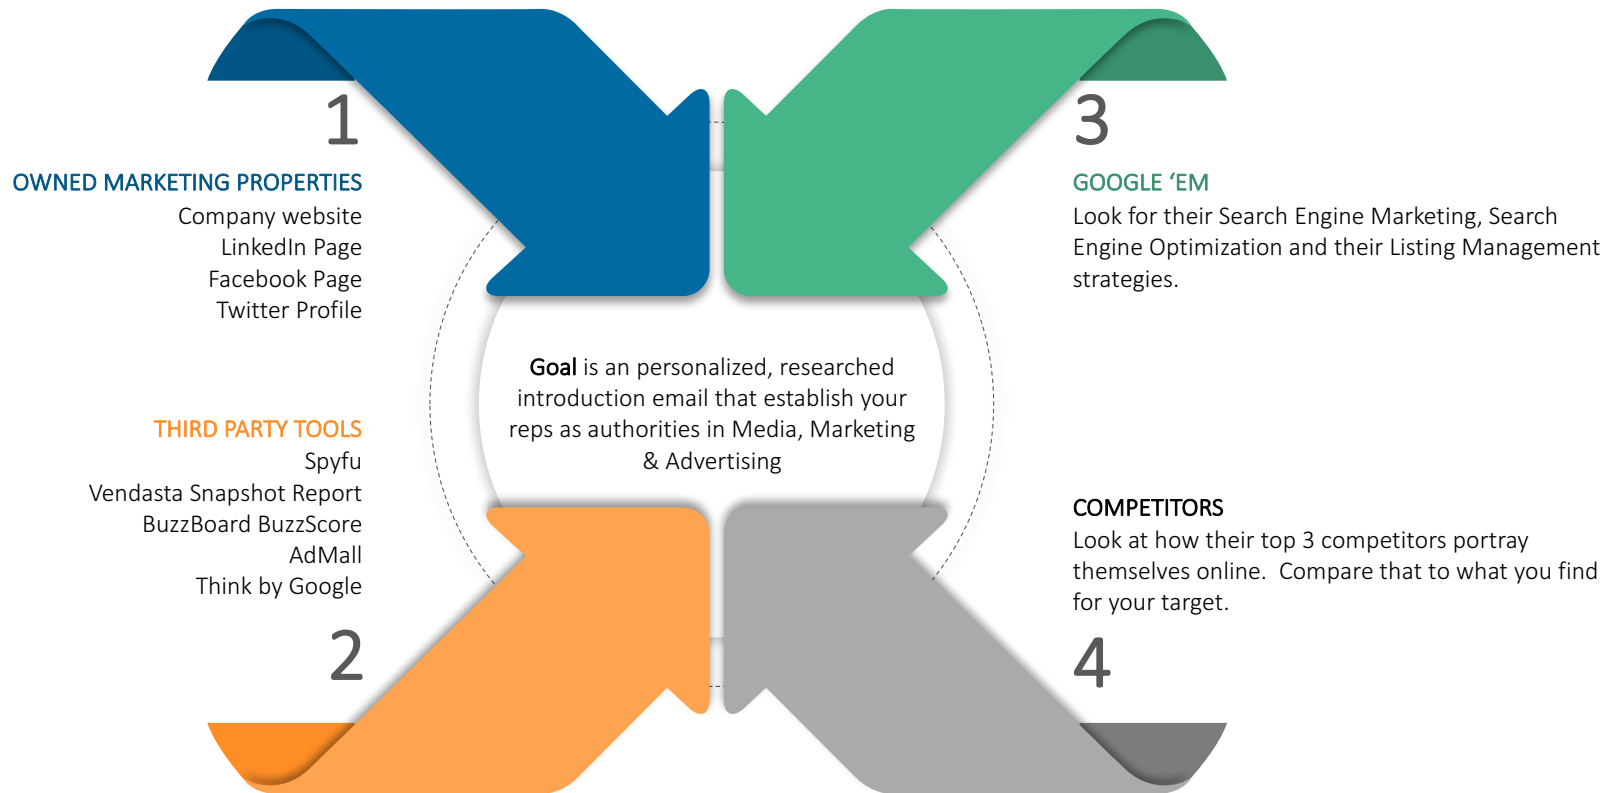 1
OWNED MARKETING PROPERTIES
Company website
LinkedIn Page
Facebook Page
Twitter Profile
THIRD PARTY TOOLS
Spyfu
Vendasta Snapshot Report
BuzzBoard BuzzScore
AdMall
Think by Google
2
Goal is an personalized, researched
introduction email that establish your
reps as authorities in Media, Marketing
& Advertising
3
GOOGLE ‘EM
Look for their Search Engine Marketing, Search
Engine Optimization and their Listing Management
strategies.
COMPETITORS
Look at how their top 3 competitors portray
themselves online.  Compare that to what you find
for your target.
4